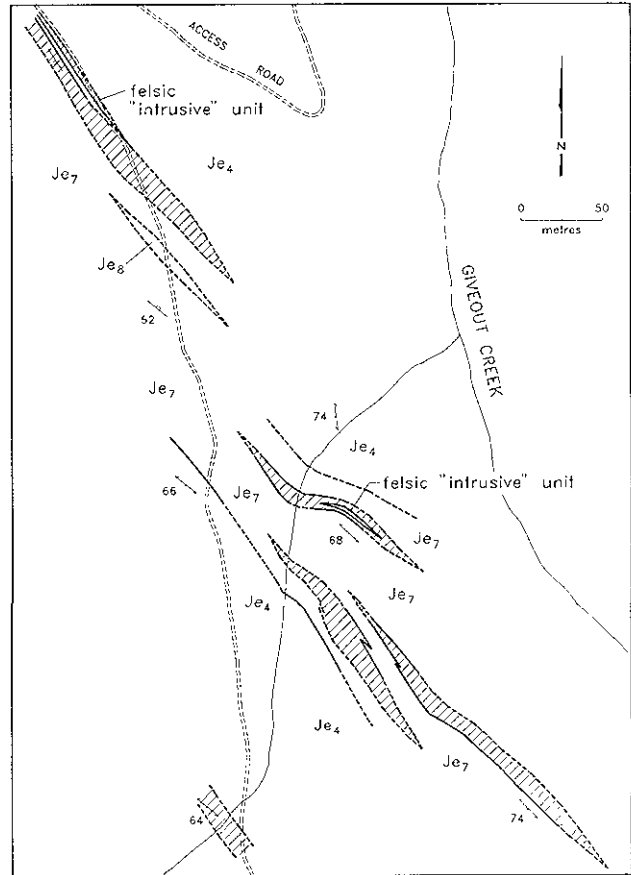 ACCESS
ROAD
felsic
"intrusive" unit
Je4
Je7
N
0 50
metres
Je8
52
GIVEOUT CREEK
Je7
74
Je4
66
Je7
felsic "intrusive" unit
68
Je7
Je7
Je4
Je4
Je7
64
74